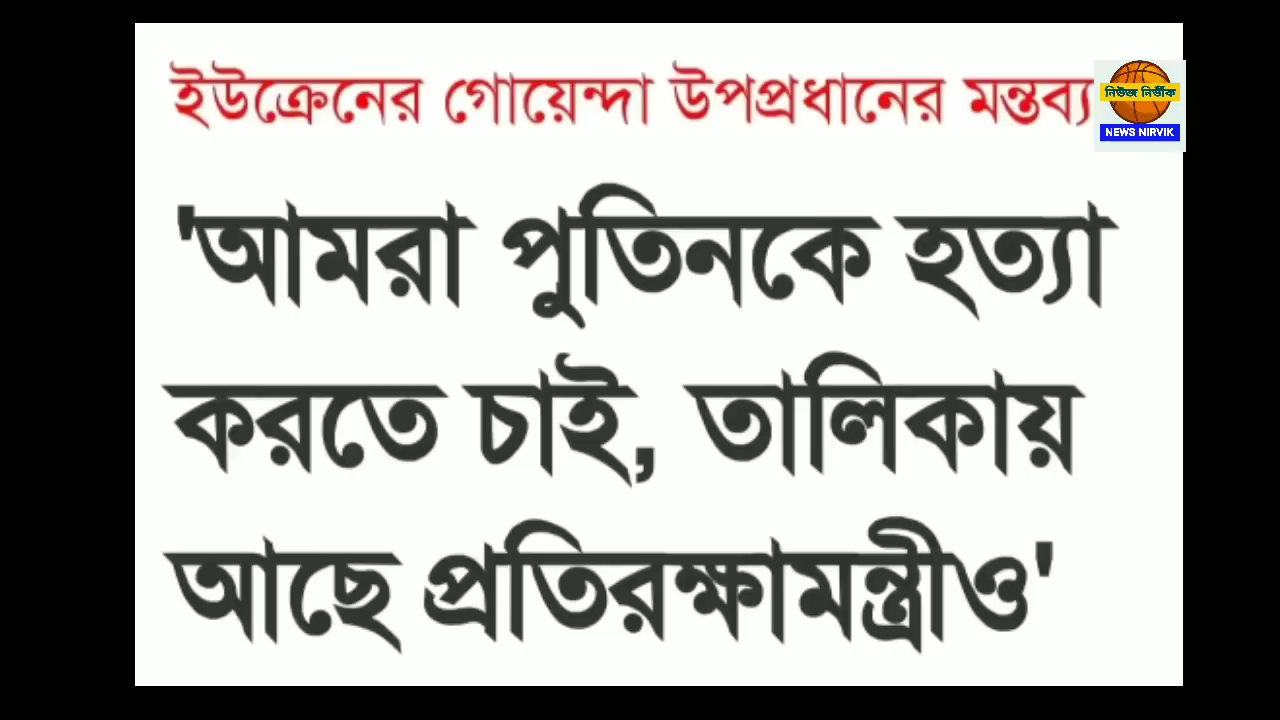 ইউক্রেনের গোয়েন্দা উপপ্রধানের মন্তব্য
নিউজ নির্ভীক
NEWS NIRVIK
'আমরা পুতিনকে হত্যা
করতে চাই, তালিকায়
আছে প্রতিরক্ষামন্ত্রীও'